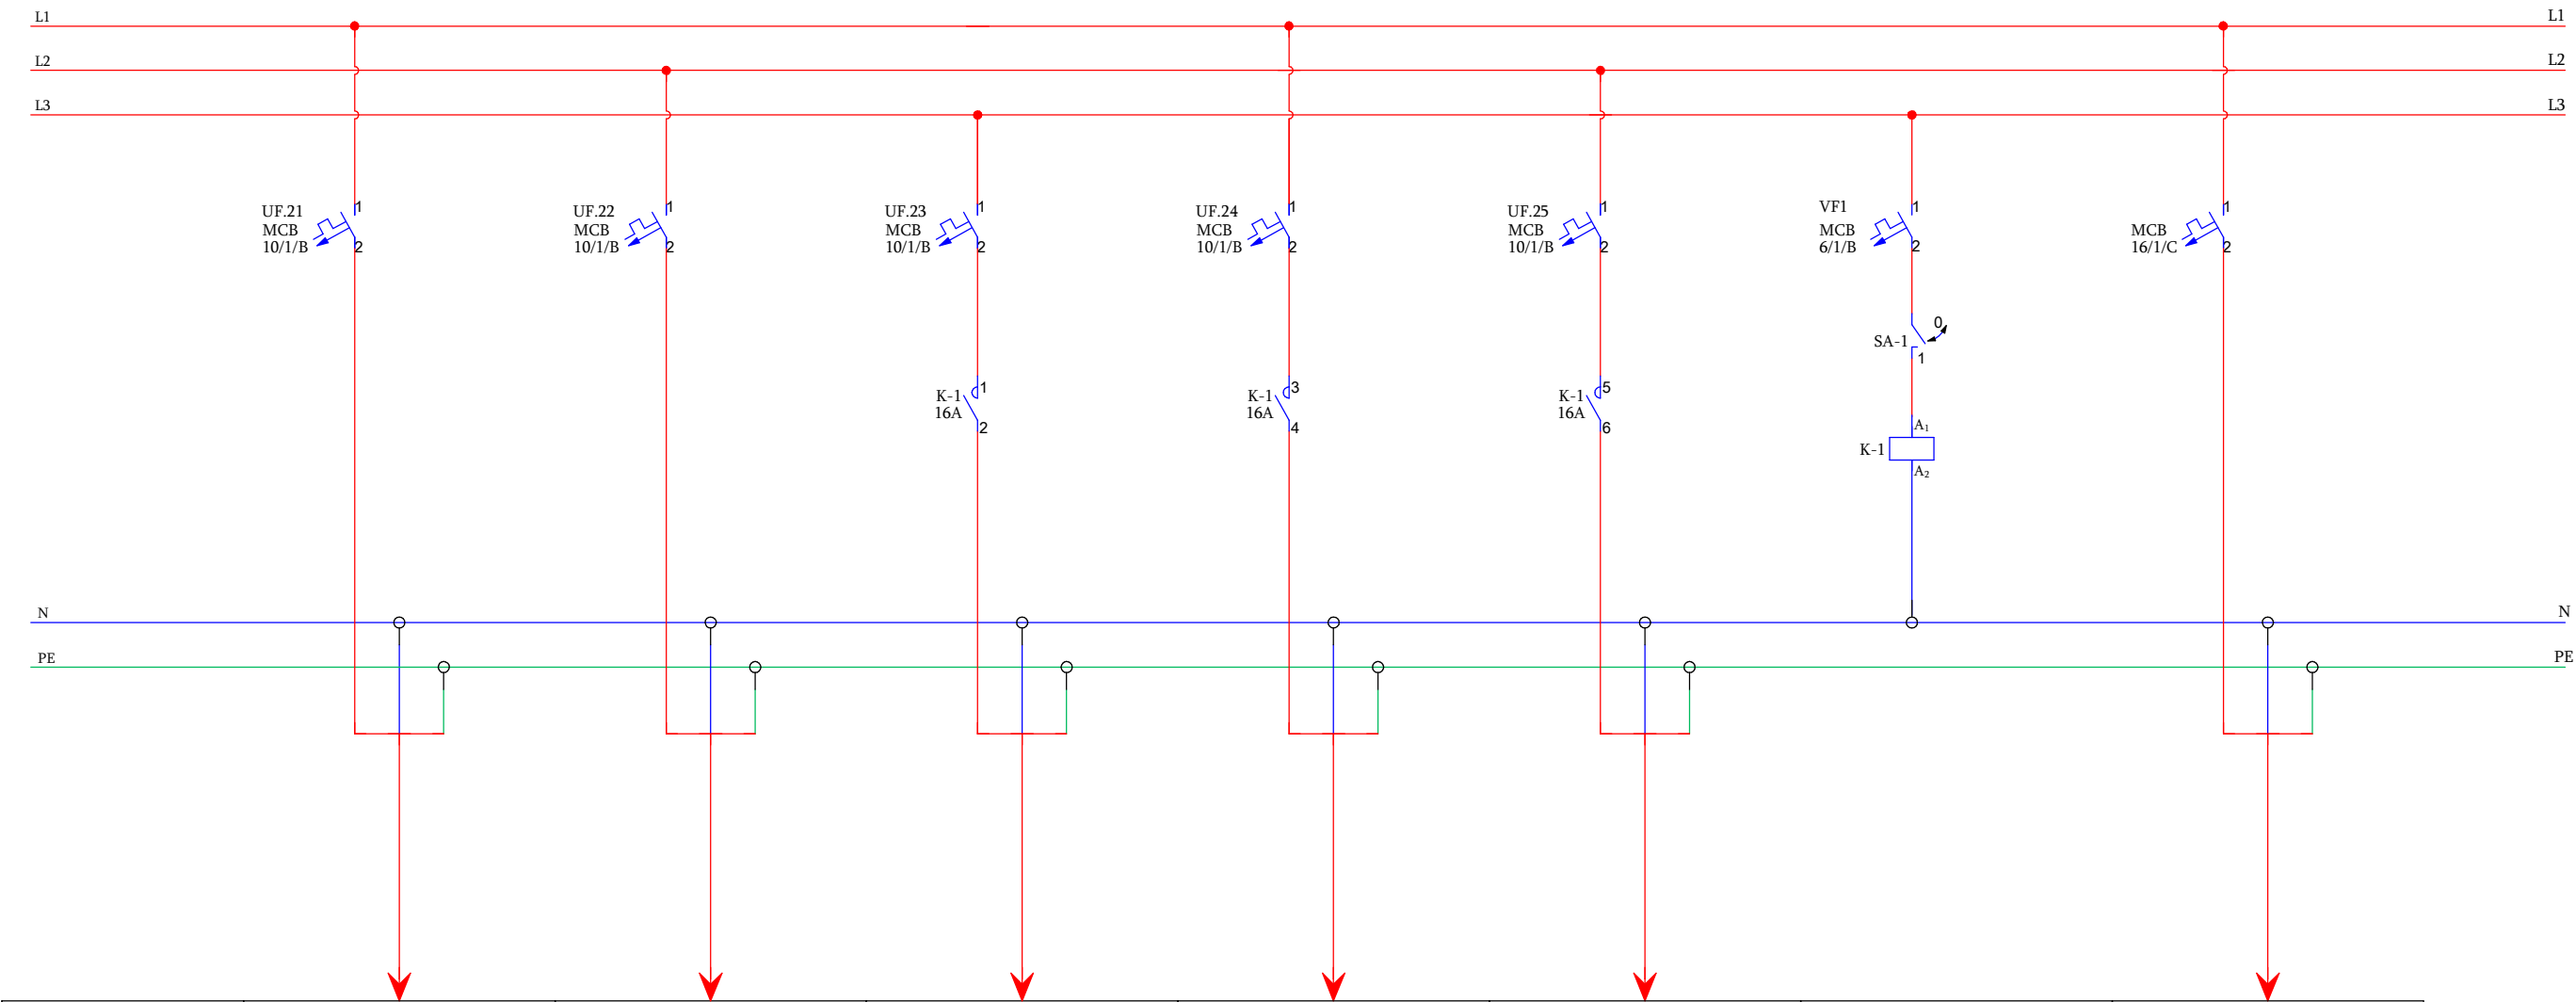 L1
L1
L2
L2
L3
L3
UF.21
MCB
10/1/B
1
2
UF.22
MCB
10/1/B
1
2
UF.23
MCB
10/1/B
1
2
UF.24
MCB
10/1/B
1
2
UF.25
MCB
10/1/B
1
2
VF1
MCB
6/1/B
1
2
MCB
16/1/C
1
2
SA-1
0
1
K-1
16A
1
2
K-1
16A
3
4
K-1
16A
5
6
K-1
A₁
A₂
N
N
PE
PE